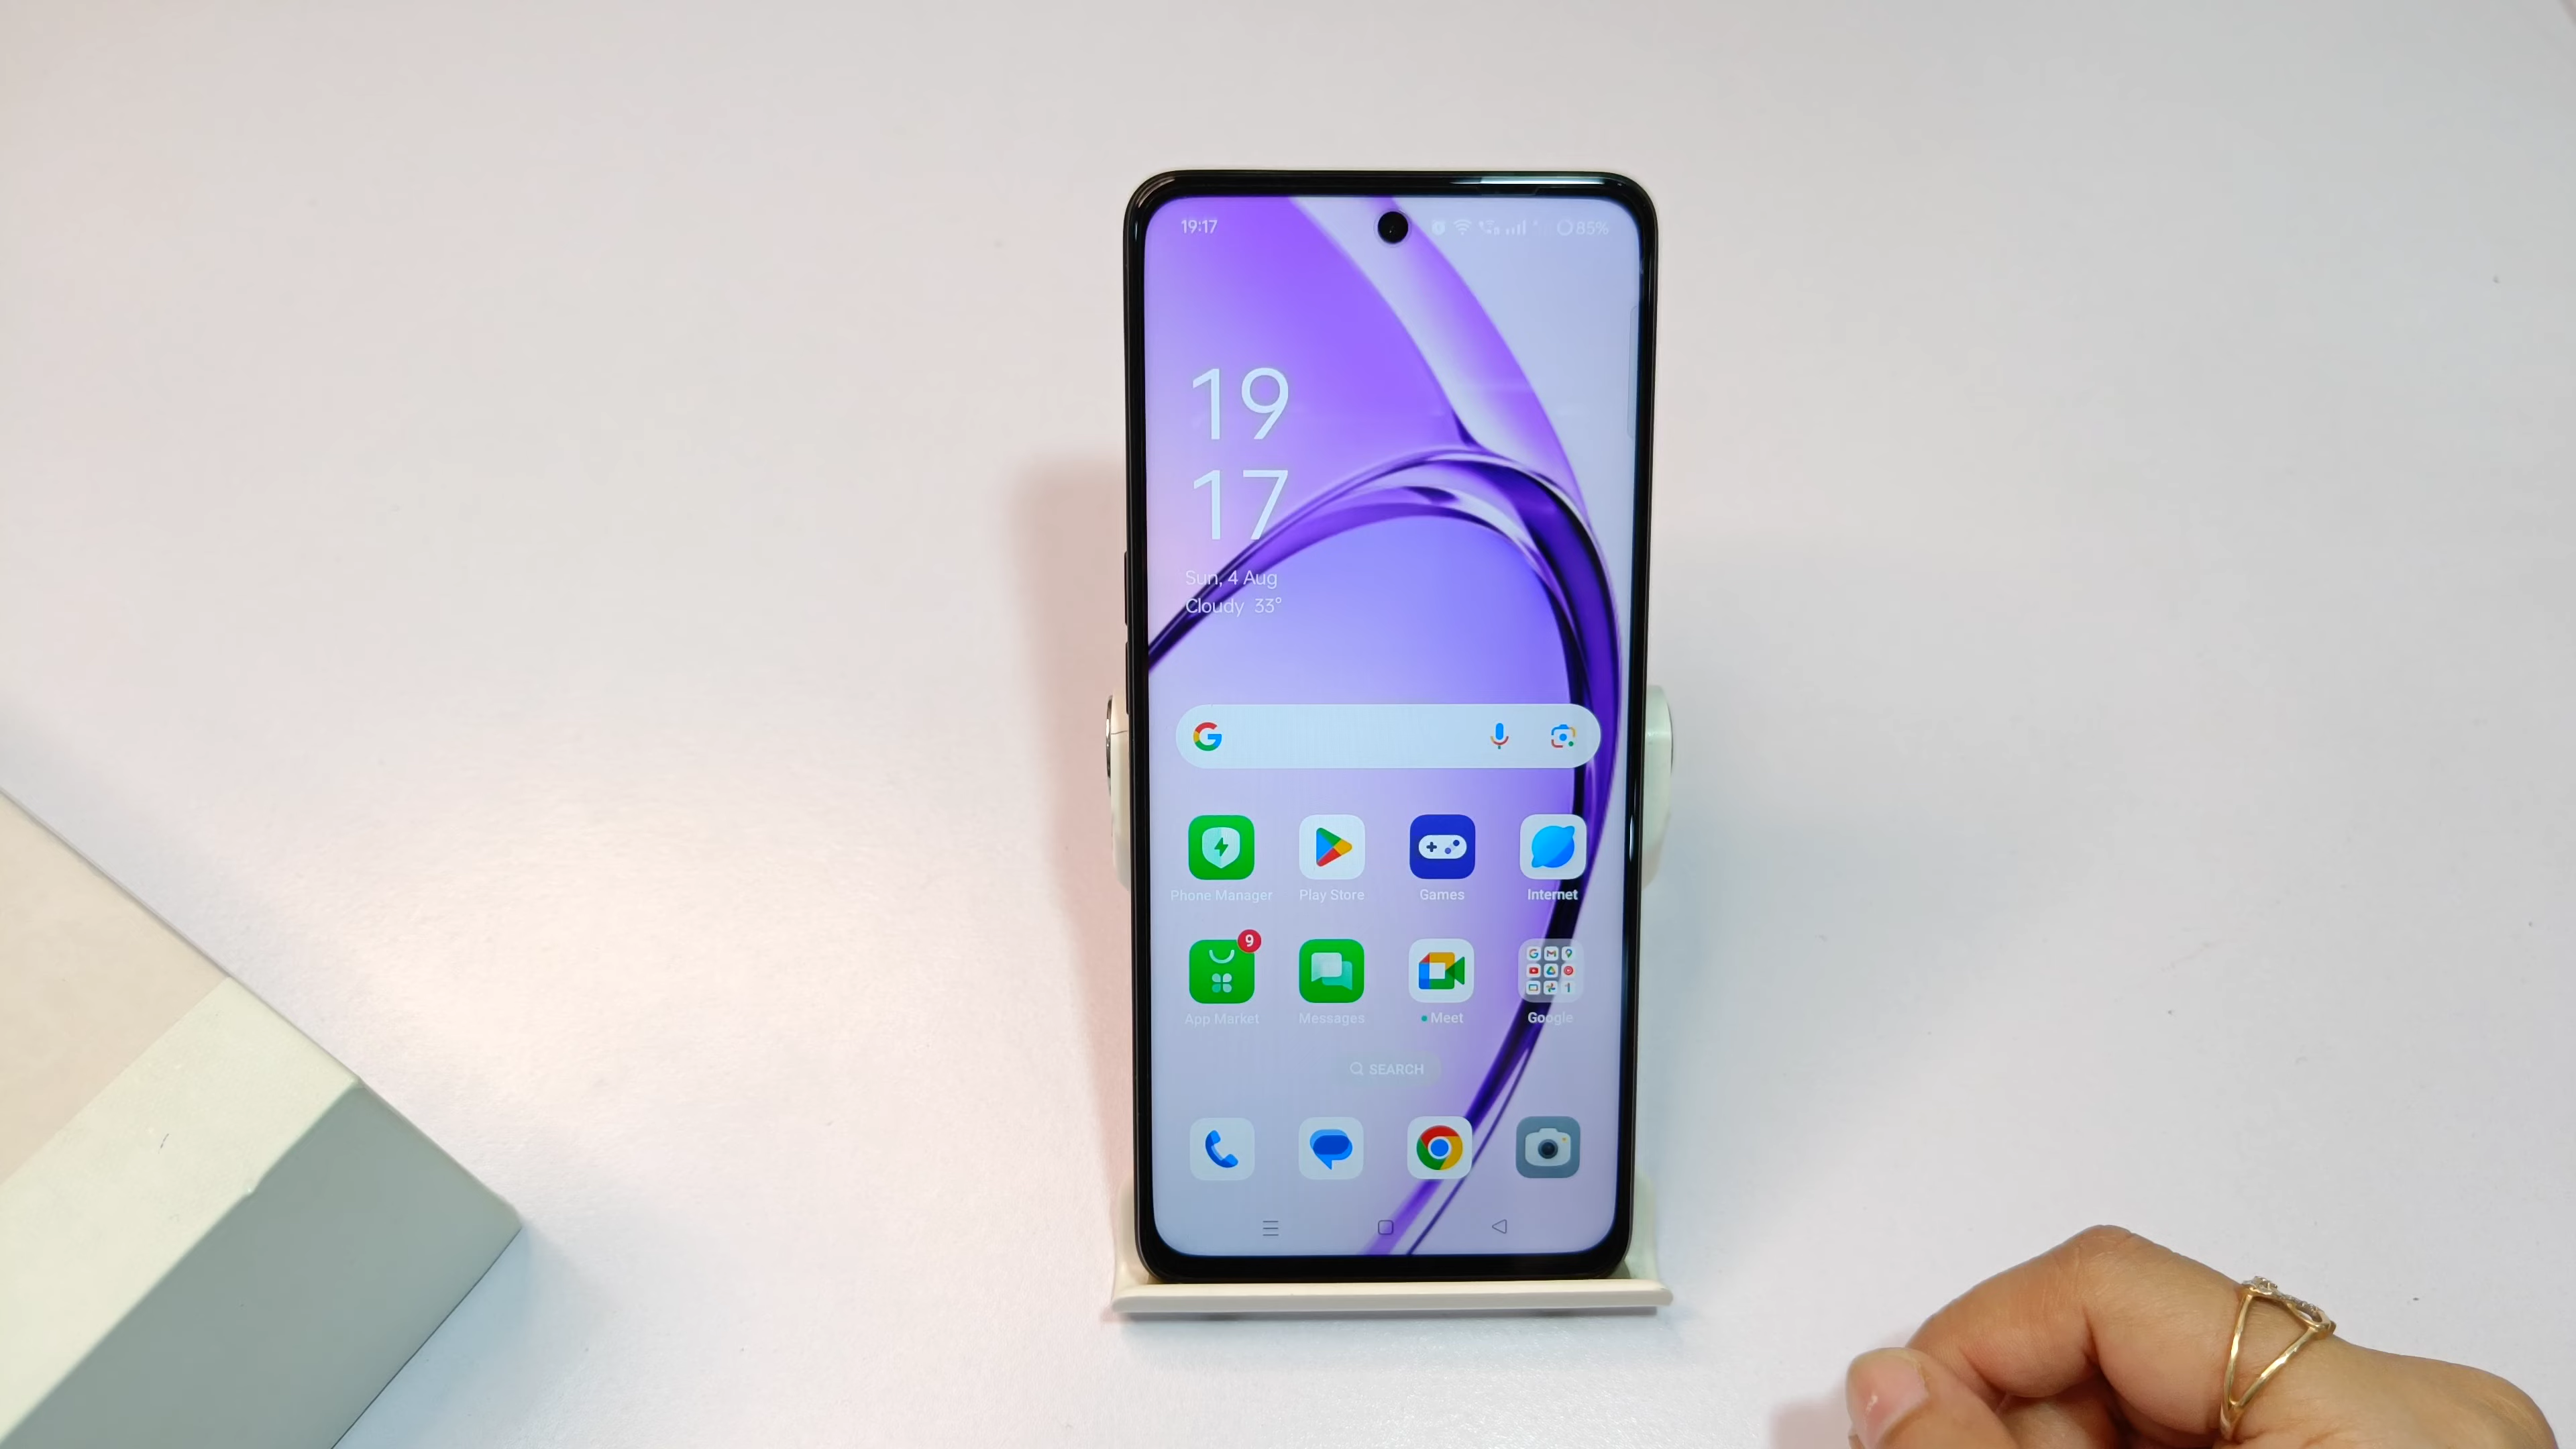 19:17
85%
19
17
Sun, 4 Aug
Cloudy 33°
Phone Manager
Play Store
Games
Internet
9
App Market
Messages
Meet
Google
SEARCH